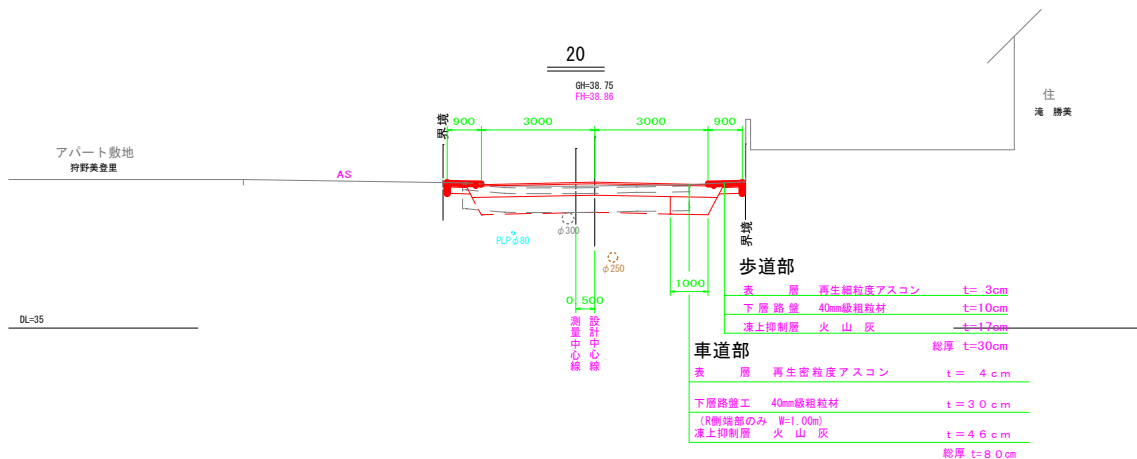 20
GH=38.75
FH=38.86
900
3000
3000
900
界境
住
滝 勝美
アパート敷地
狩野美登里
AS
φ300
PLPφ80
φ250
界境
1000
0.500
測量中心線
設計中心線
DL=35
歩道部
表 層 再生細粒度アスコン t= 3cm
下層路盤 40mm級粗粒材 t=10cm
凍上抑制層 火山灰 t=17cm
総厚 t=30cm
車道部
表 層 再生密粒度アスコン t= 4cm
下層路盤工 40mm級粗粒材 t=30cm
(R側端部のみ W=1.00m)
凍上抑制層 火山灰 t=46cm
総厚 t=80cm